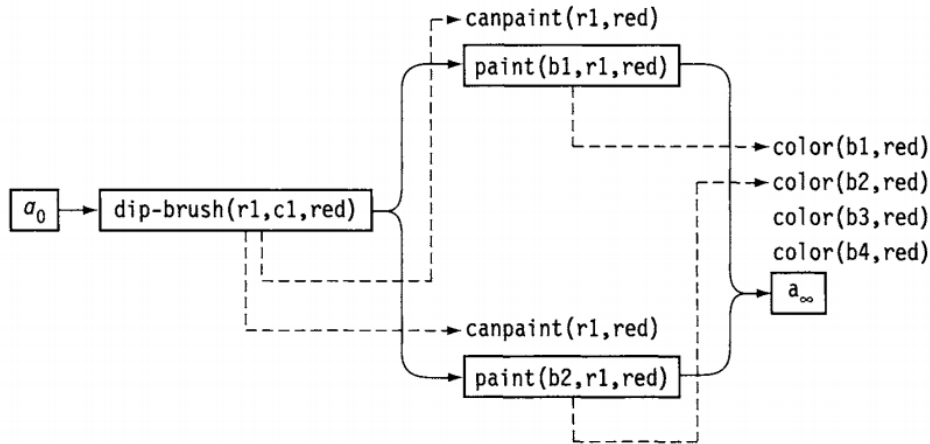 canpaint(r1,red)
paint(b1,r1,red)
color(b1,red)
color(b2,red)
a₀
dip-brush(r1,c1,red)
color(b3,red)
color(b4,red)
a∞
canpaint(r1,red)
paint(b2,r1,red)